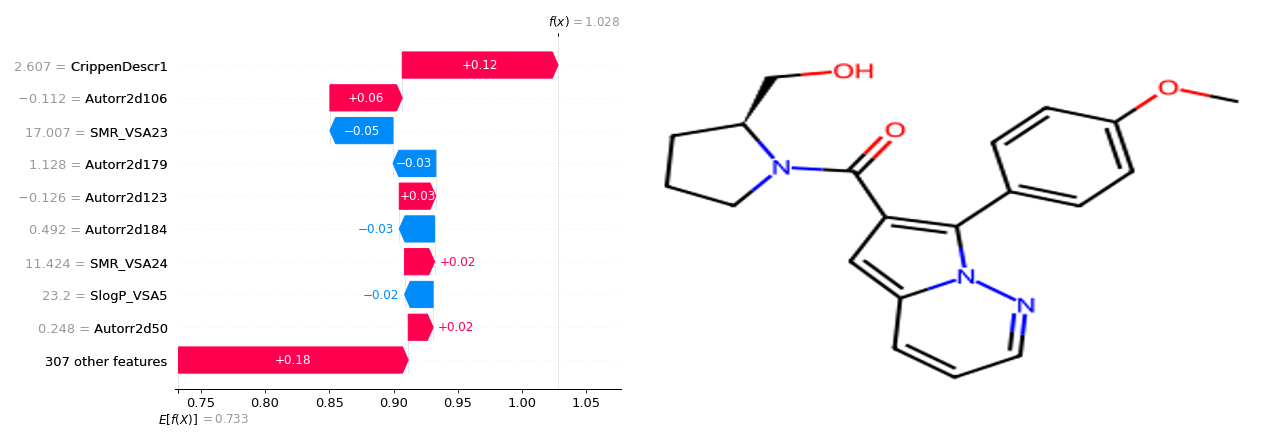 f(x) = 1.028
2.607 = CrippenDescr1
+0.12
−0.112 = Autorr2d106
+0.06
17.007 = SMR_VSA23
−0.05
1.128 = Autorr2d179
−0.03
−0.126 = Autorr2d123
+0.03
0.492 = Autorr2d184
−0.03
11.424 = SMR_VSA24
+0.02
23.2 = SlogP_VSA5
−0.02
0.248 = Autorr2d50
+0.02
307 other features
+0.18
0.75 0.80 0.85 0.90 0.95 1.00 1.05
E[f(X)] = 0.733
OH
O
O
N
N
N